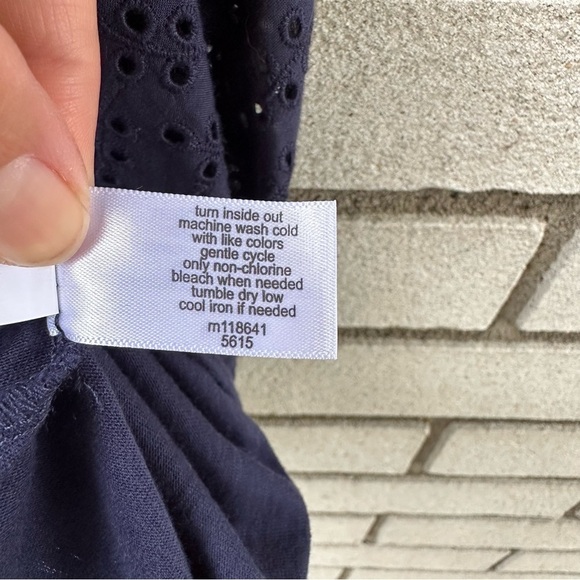 turn inside out
machine wash cold
with like colors
gentle cycle
only non-chlorine
bleach when needed
tumble dry low
cool iron if needed
m118641
5615